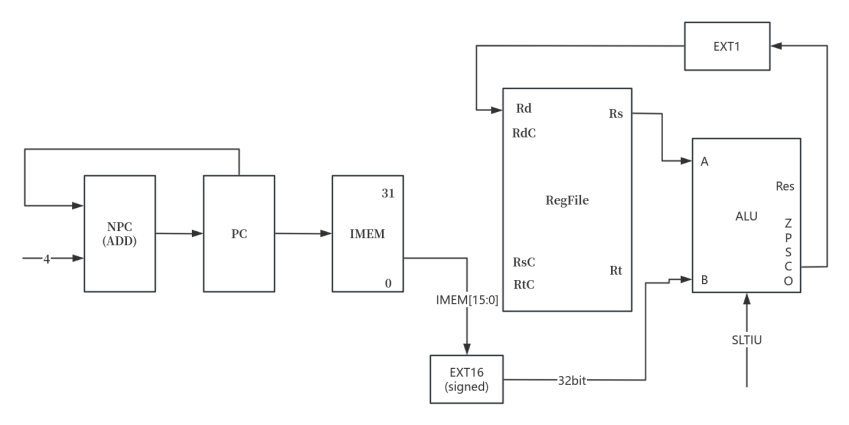 EXT1
Rd
Rs
RdC
RegFile
RsC
Rt
RtC
A
Res
ALU
Z
P
S
C
O
B
SLTIU
NPC
(ADD)
4
PC
31
IMEM
0
IMEM[15:0]
EXT16
(signed)
32bit